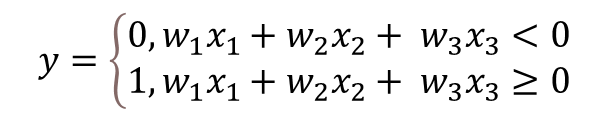 y = {0, w₁x₁ + w₂x₂ + w₃x₃ < 0
1, w₁x₁ + w₂x₂ + w₃x₃ ≥ 0